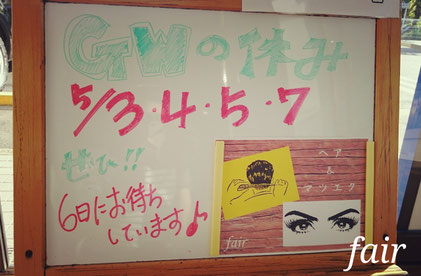 GWの休み
5/3・4・5・7
ぜひ!!
6日にお待ち
しています♪
ヘア
&
マツエク
fair
fair